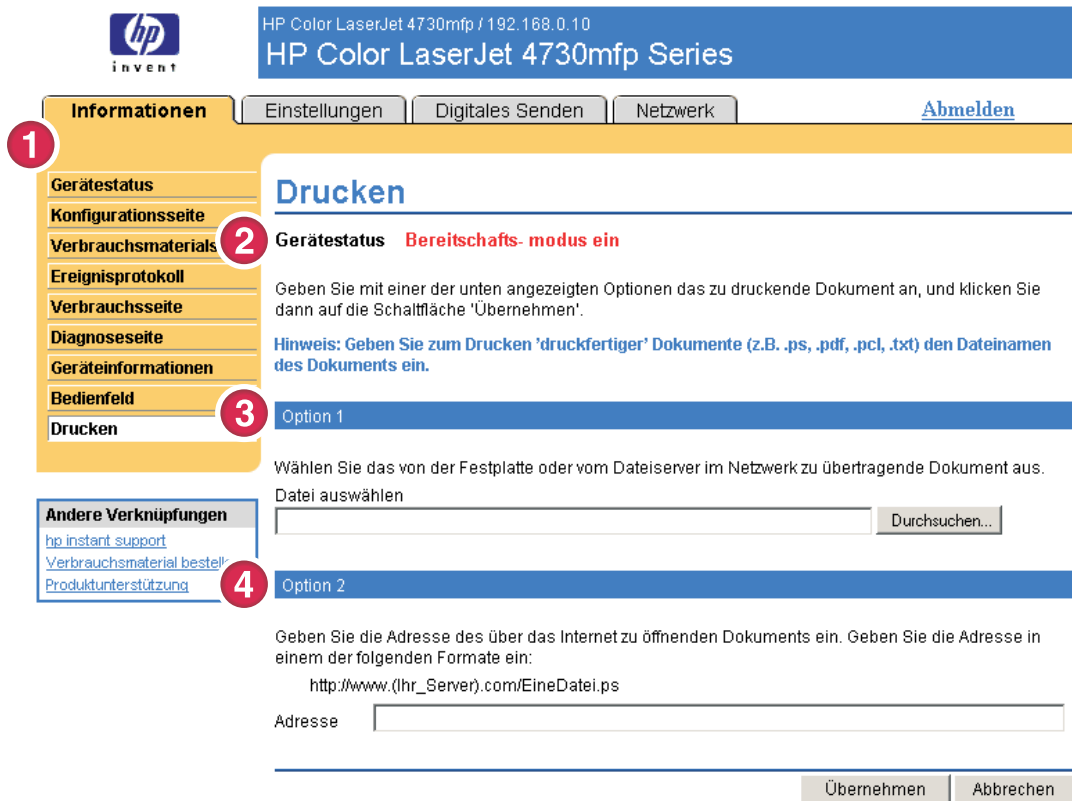 hp
invent
HP Color LaserJet 4730mfp / 192.168.0.10
HP Color LaserJet 4730mfp Series
Informationen
Einstellungen
Digitales Senden
Netzwerk
Abmelden
1
Gerätestatus
Konfigurationsseite
Verbrauchsmaterials
Ereignisprotokoll
Verbrauchsseite
Diagnoseseite
Geräteinformationen
Bedienfeld
Drucken
Andere Verknüpfungen
hp instant support
Verbrauchsmaterial bestell
Produktunterstützung
Drucken
2
Gerätestatus Bereitschafts- modus ein
Geben Sie mit einer der unten angezeigten Optionen das zu druckende Dokument an, und klicken Sie
dann auf die Schaltfläche 'Übernehmen'.
Hinweis: Geben Sie zum Drucken 'druckfertiger' Dokumente (z.B. .ps, .pdf, .pcl, .txt) den Dateinamen
des Dokuments ein.
3
Option 1
Wählen Sie das von der Festplatte oder vom Dateiserver im Netzwerk zu übertragende Dokument aus.
Datei auswählen
Durchsuchen...
4
Option 2
Geben Sie die Adresse des über das Internet zu öffnenden Dokuments ein. Geben Sie die Adresse in
einem der folgenden Formate ein:
http://www.(Ihr_Server).com/EineDatei.ps
Adresse
Übernehmen
Abbrechen